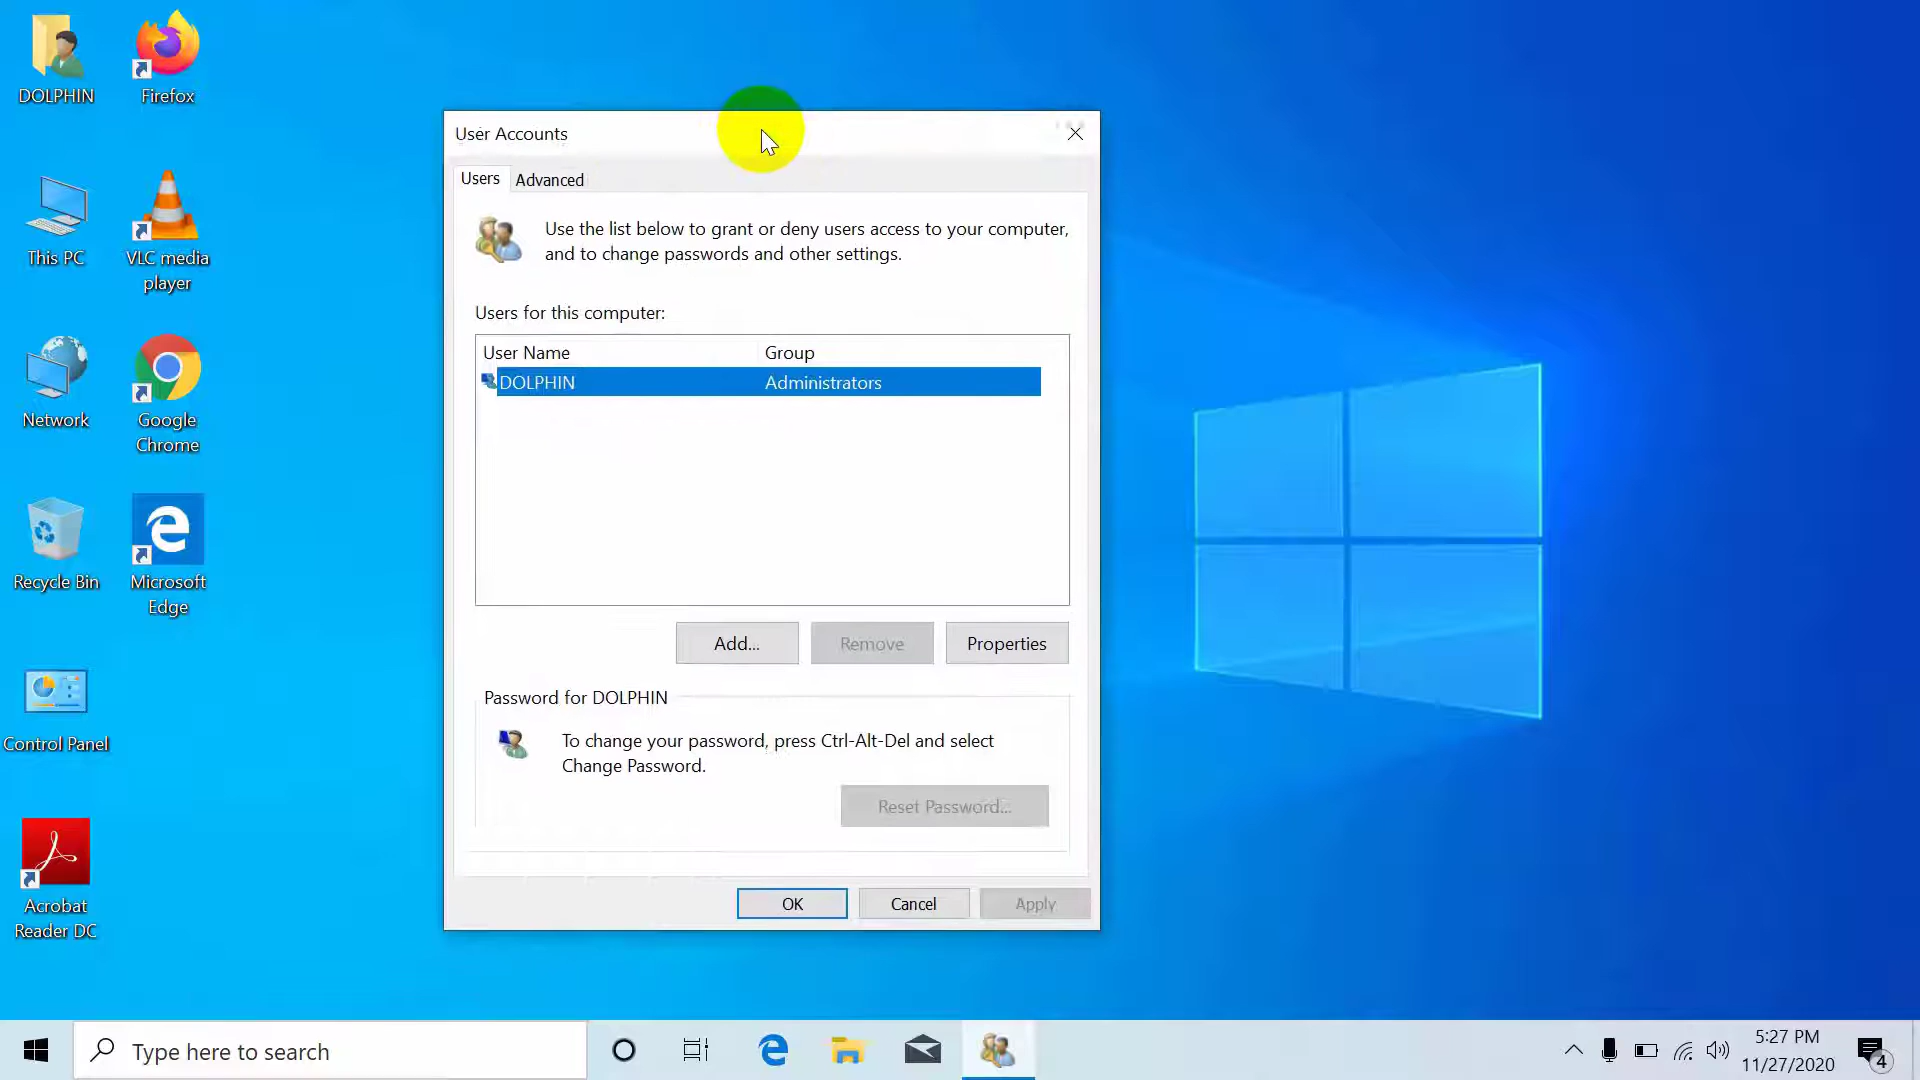 DOLPHIN
Firefox
This PC
VLC media
player
Network
Google
Chrome
Recycle Bin
Microsoft
Edge
Control Panel
Acrobat
Reader DC
User Accounts
Users
Advanced
Use the list below to grant or deny users access to your computer,
and to change passwords and other settings.
Users for this computer:
User Name Group
DOLPHIN Administrators
Add...
Remove
Properties
Password for DOLPHIN
To change your password, press Ctrl-Alt-Del and select
Change Password.
Reset Password...
OK
Cancel
Apply
Type here to search
5:27 PM
11/27/2020
4